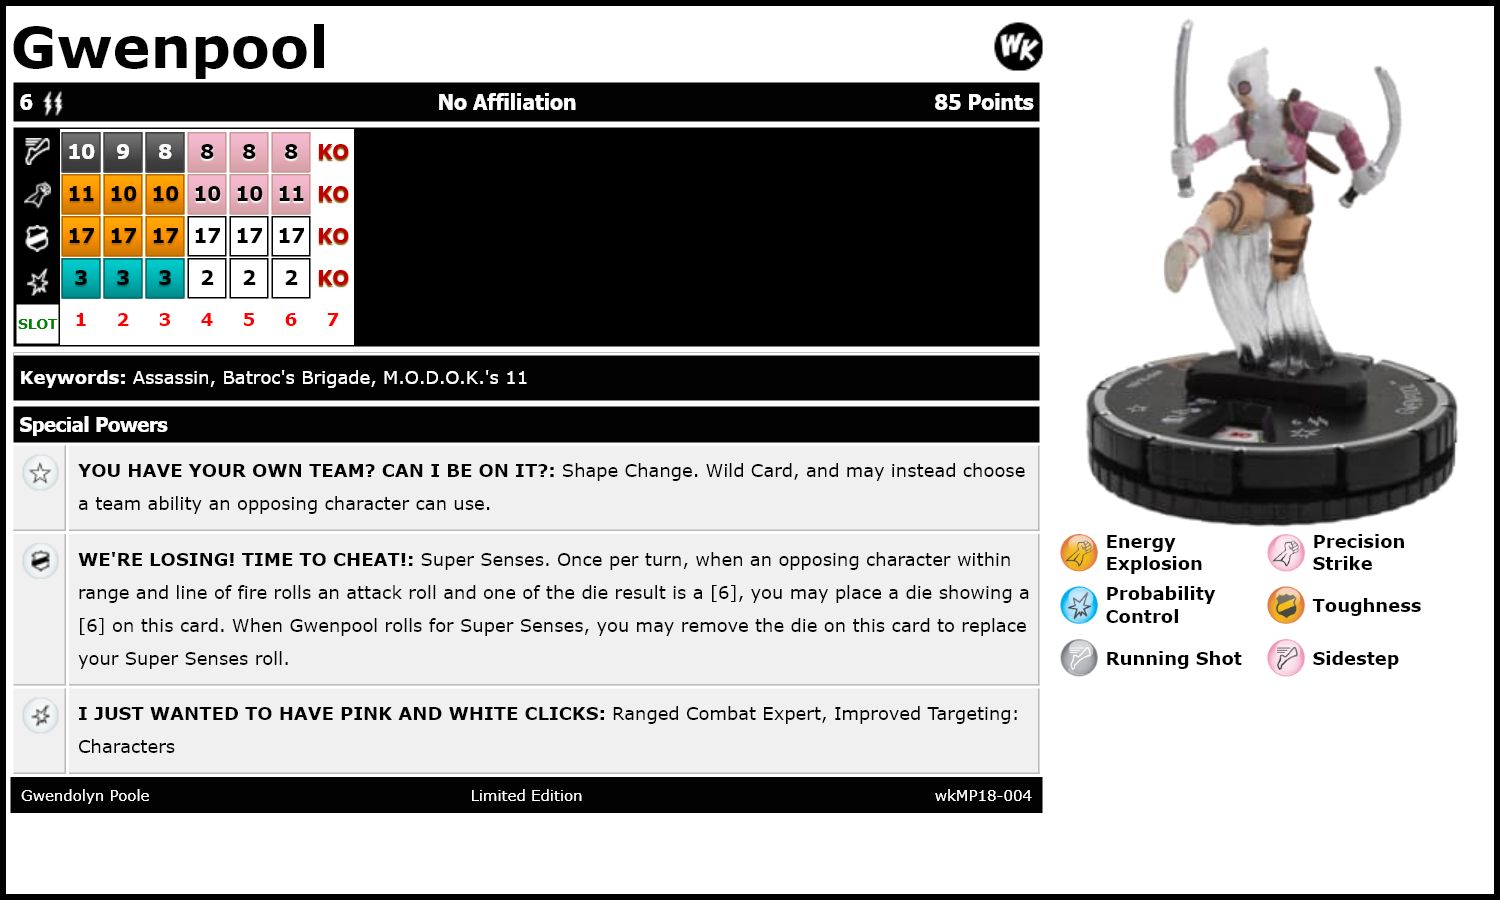 Gwenpool
WK
6 No Affiliation 85 Points
10 9 8 8 8 8 KO
11 10 10 10 10 11 KO
17 17 17 17 17 17 KO
3 3 3 2 2 2 KO
SLOT 1 2 3 4 5 6 7
Keywords: Assassin, Batroc's Brigade, M.O.D.O.K.'s 11
Special Powers
YOU HAVE YOUR OWN TEAM? CAN I BE ON IT?: Shape Change. Wild Card, and may instead choose
a team ability an opposing character can use.
WE'RE LOSING! TIME TO CHEAT!: Super Senses. Once per turn, when an opposing character within
range and line of fire rolls an attack roll and one of the die result is a [6], you may place a die showing a
[6] on this card. When Gwenpool rolls for Super Senses, you may remove the die on this card to replace
your Super Senses roll.
I JUST WANTED TO HAVE PINK AND WHITE CLICKS: Ranged Combat Expert, Improved Targeting:
Characters
Gwendolyn Poole Limited Edition wkMP18-004
Energy
Explosion
Precision
Strike
Probability
Control
Toughness
Running Shot
Sidestep